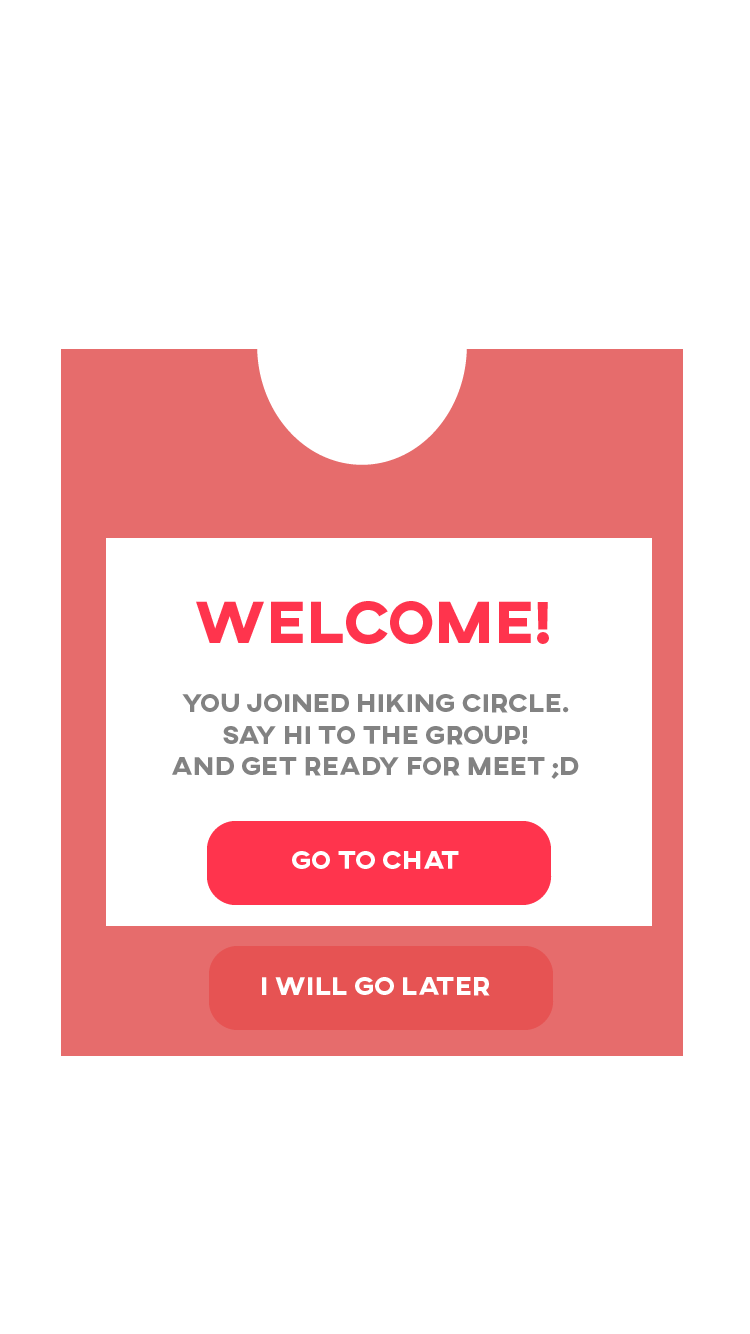 WELCOME!
YOU JOINED HIKING CIRCLE.
SAY HI TO THE GROUP!
AND GET READY FOR MEET ;D
GO TO CHAT
I WILL GO LATER